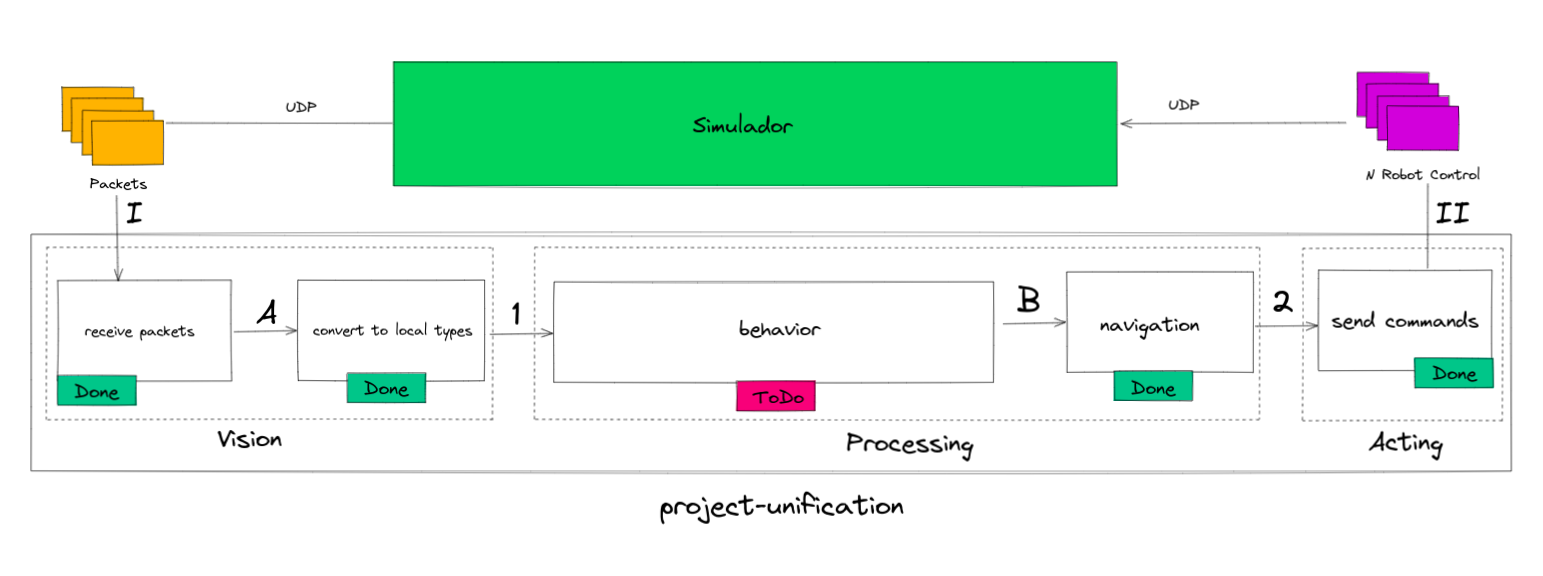 UDP
Simulador
UDP
Packets
N Robot Control
I
II
receive packets
A
convert to local types
1
behavior
B
navigation
2
send commands
Done
Done
ToDo
Done
Done
Vision
Processing
Acting
project-unification